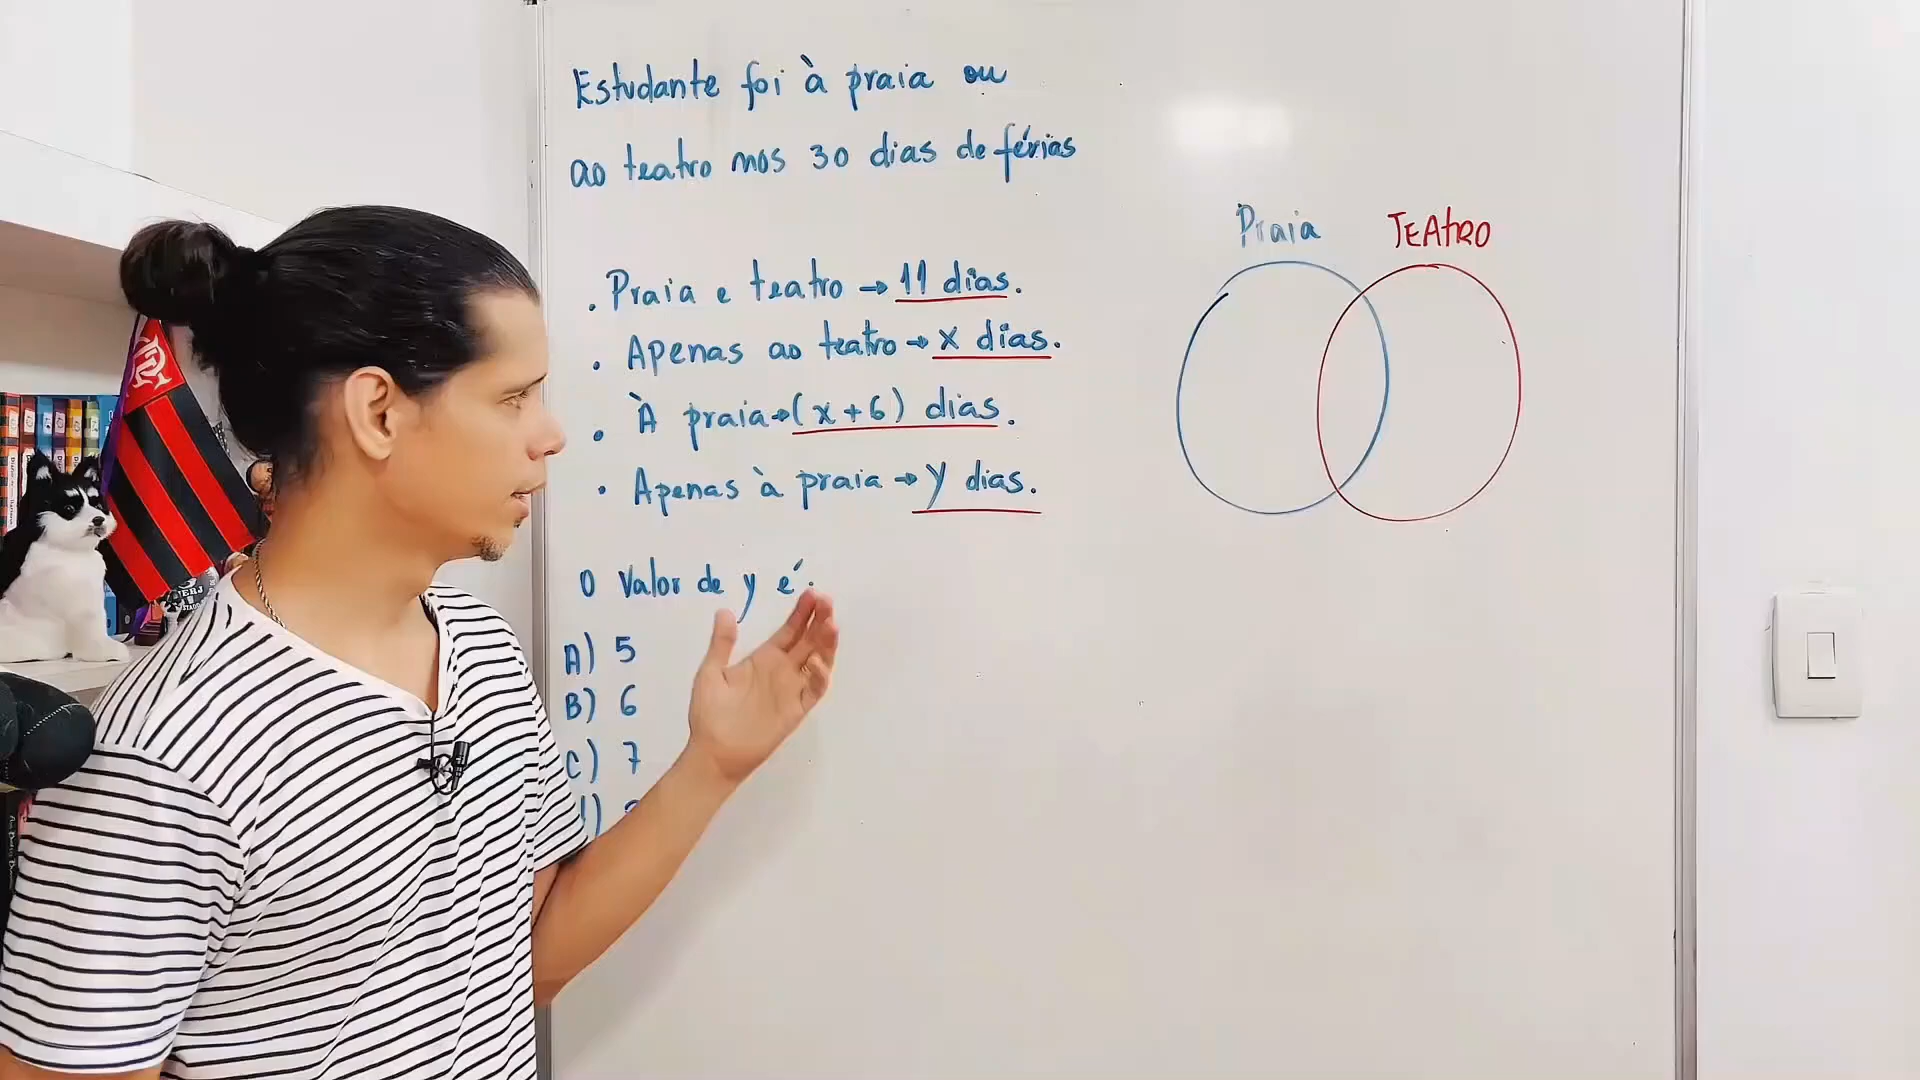 Estudante foi à praia ou
ao teatro nos 30 dias de férias
Praia TEAtRO
. Praia e teatro → 11 dias.
. Apenas ao teatro → x dias.
. À praia → (x + 6) dias.
. Apenas à praia → y dias.
O valor de y é:
A) 5
B) 6
C) 7